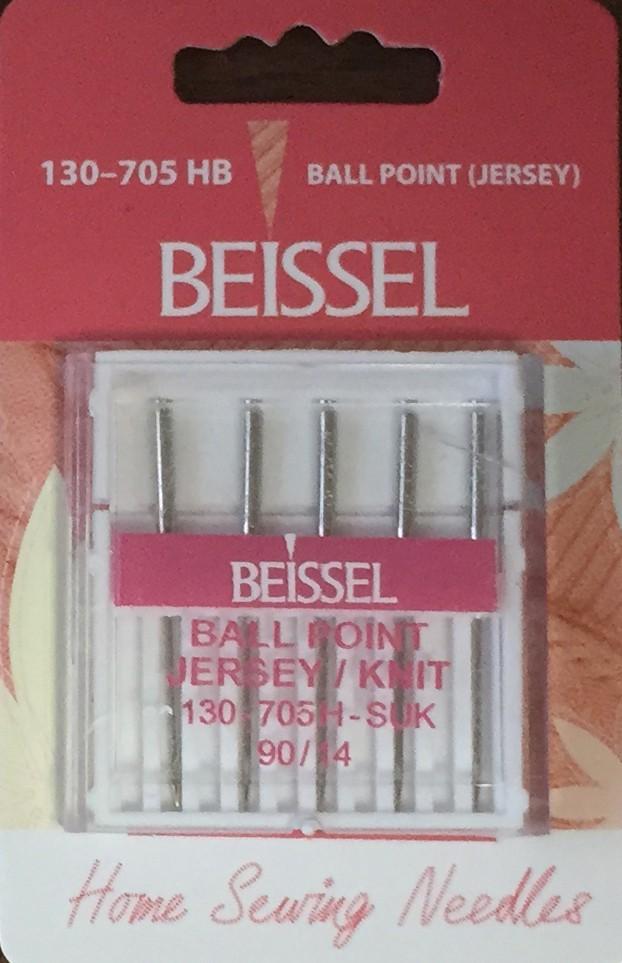 130–705 HB BALL POINT (JERSEY)
BEISSEL
BEISSEL
BALL POINT
JERSEY / KNIT
130-705H-SUK
90/14
Home Sewing Needles